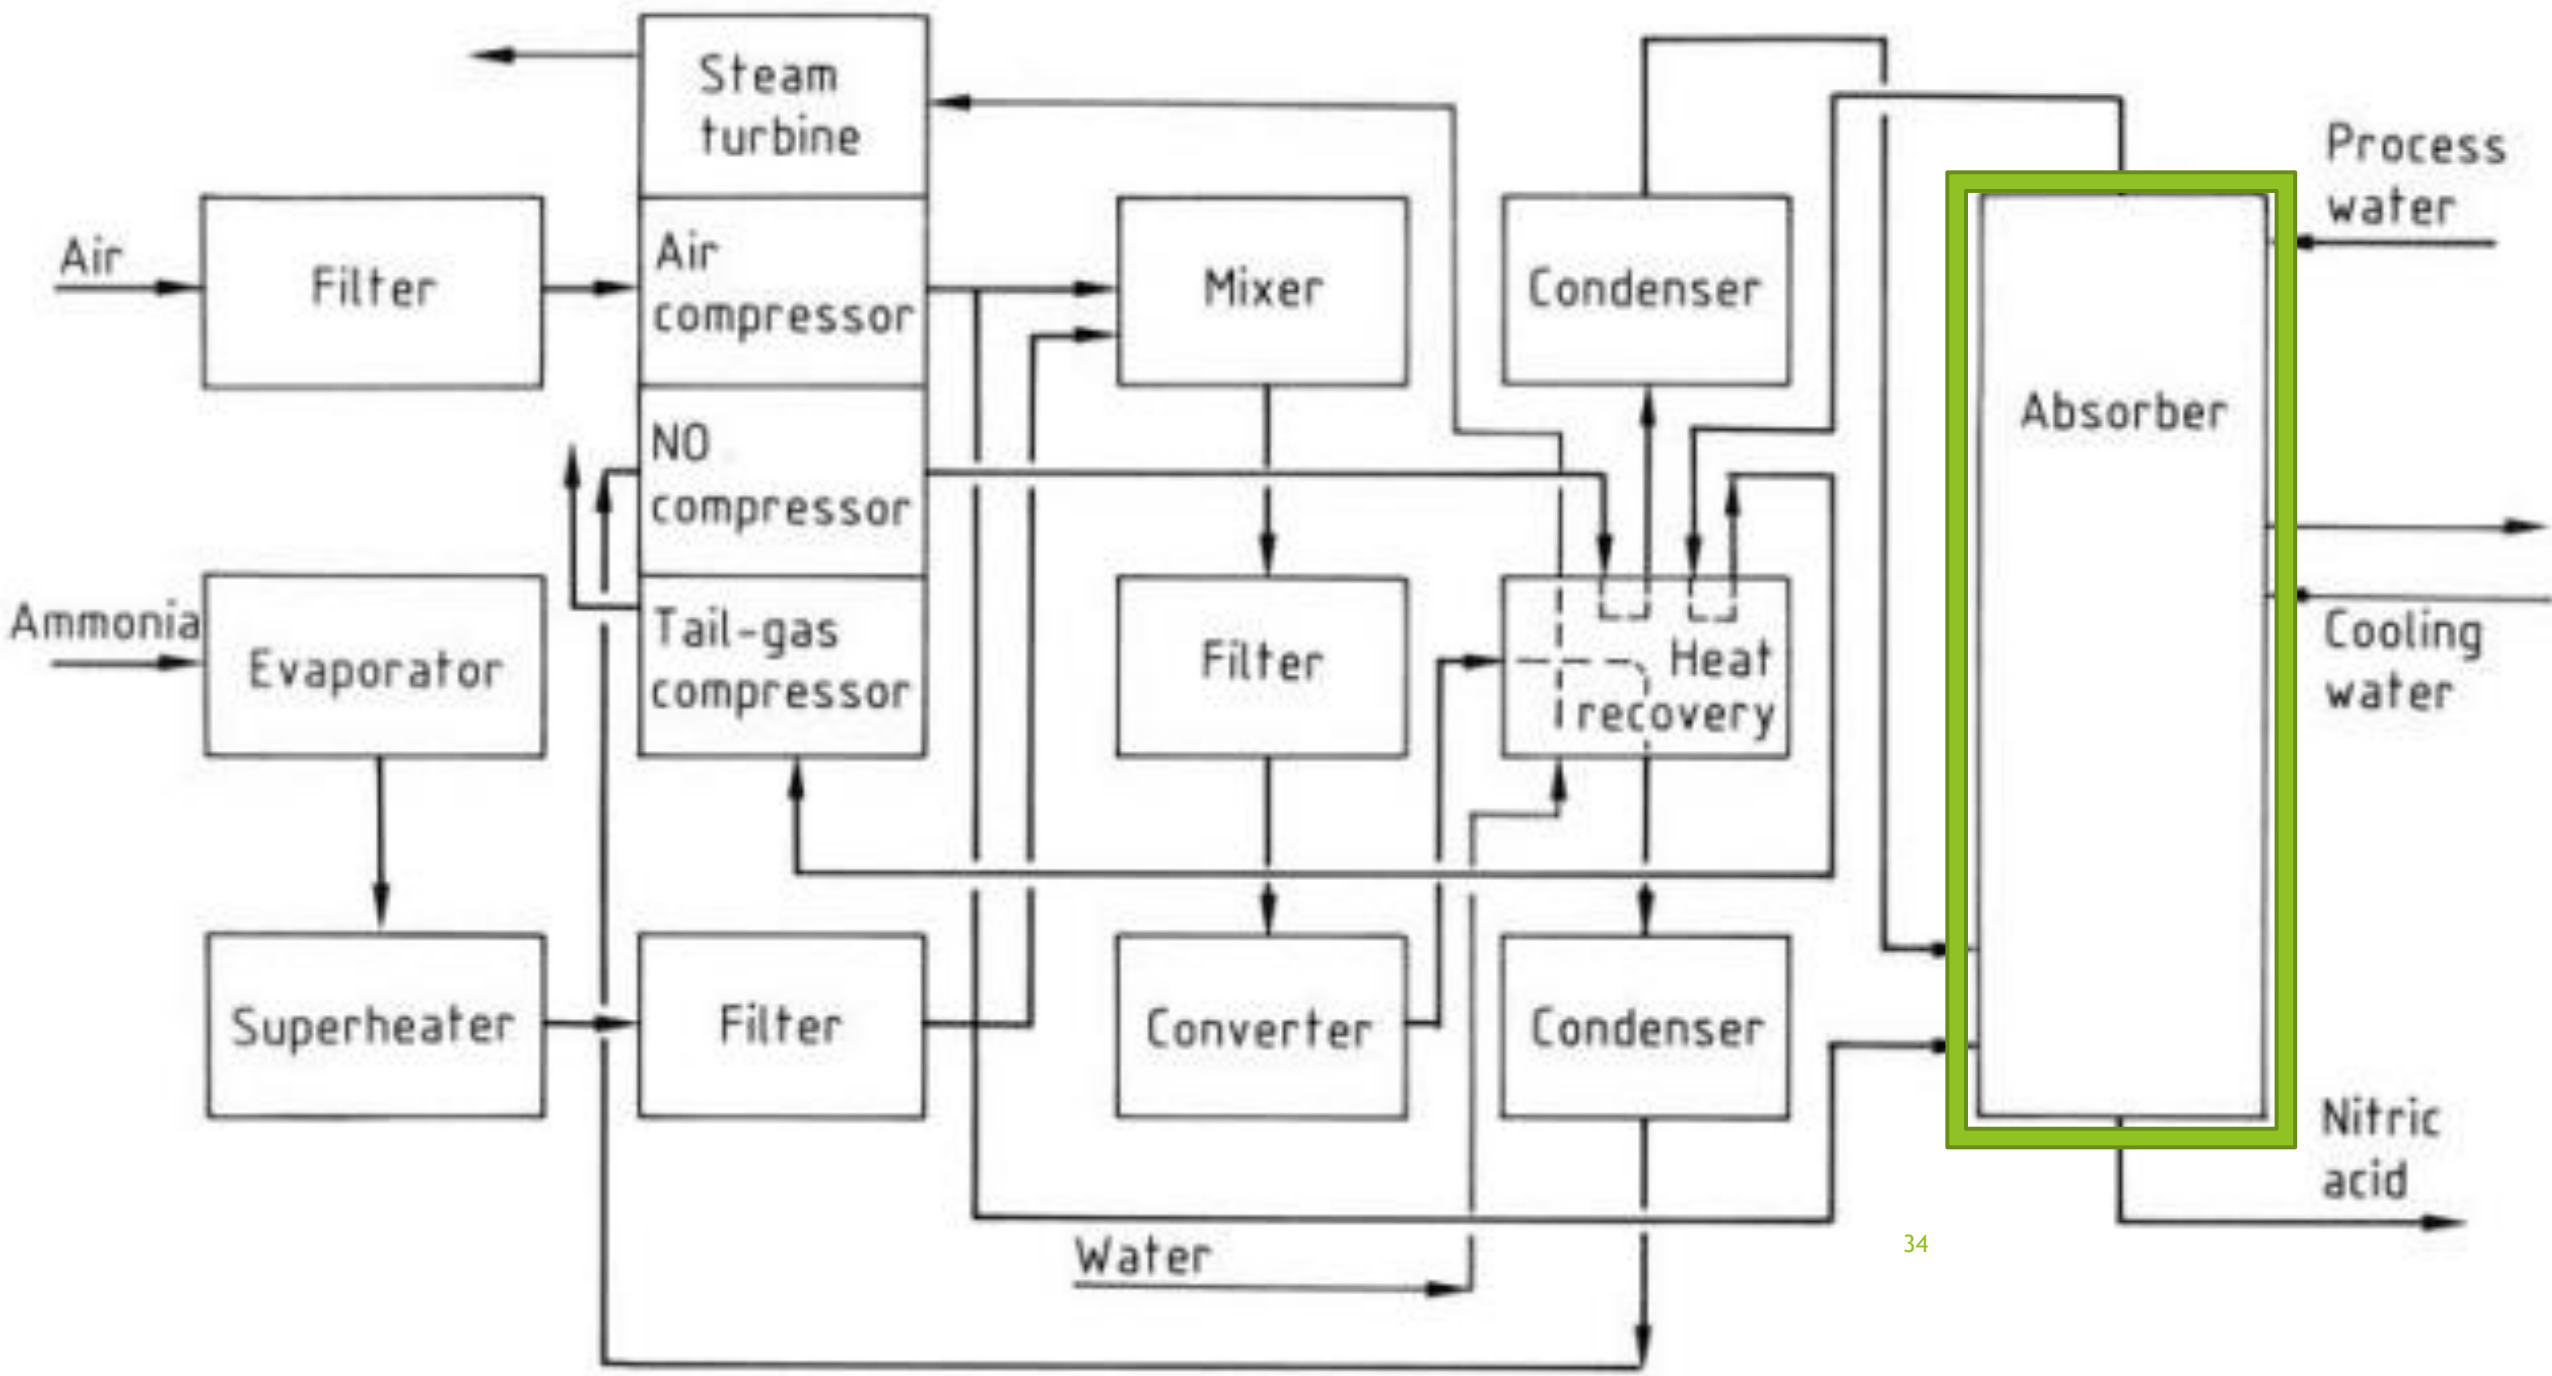 Steam
turbine
Process
water
Air
Filter
Air
compressor
Mixer
Condenser
Absorber
NO
compressor
Ammonia
Evaporator
Tail-gas
compressor
Filter
Heat
recovery
Cooling
water
Superheater
Filter
Converter
Condenser
Nitric
acid
Water
34